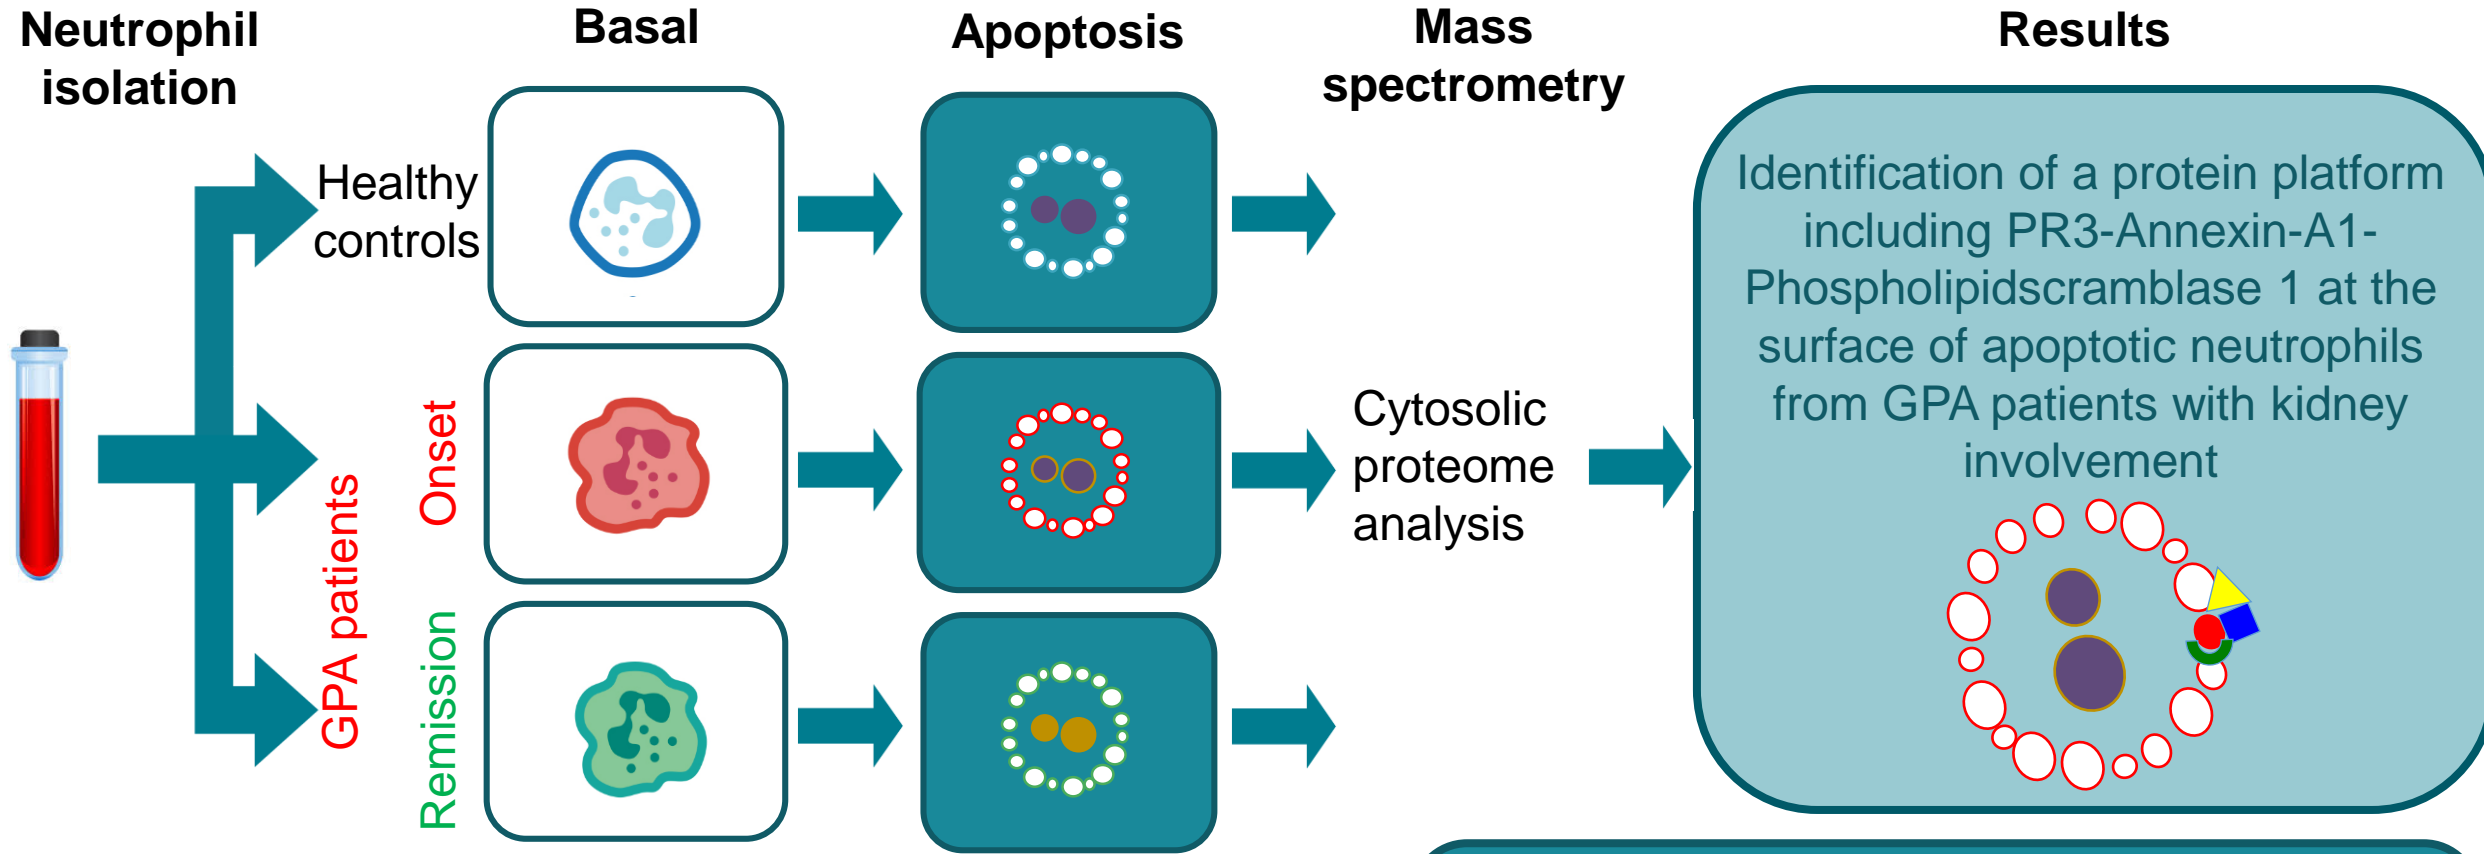 Neutrophil
isolation
Basal
Apoptosis
Mass
spectrometry
Results
Healthy
controls
GPA patients
Onset
Remission
Cytosolic
proteome
analysis
Identification of a protein platform
including PR3-Annexin-A1-
Phospholipidscramblase 1 at the
surface of apoptotic neutrophils
from GPA patients with kidney
involvement